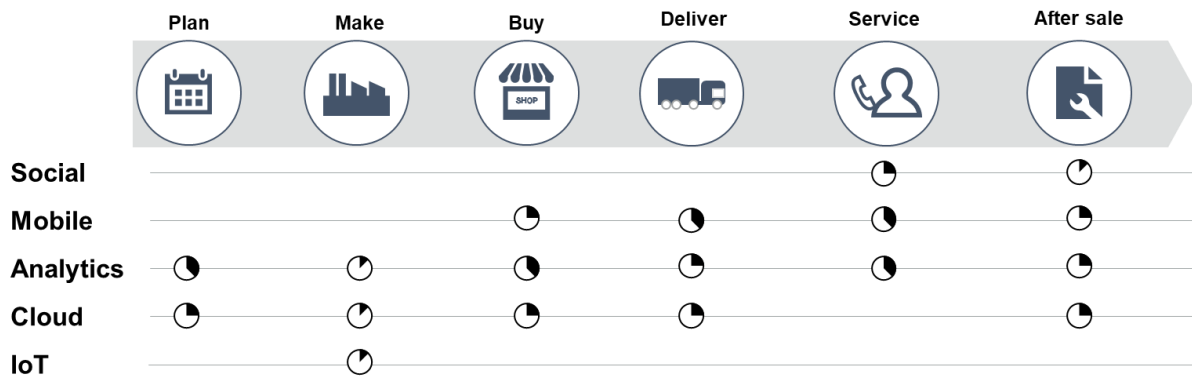 Plan Make Buy Deliver Service After sale
SHOP
Social
Mobile
Analytics
Cloud
IoT